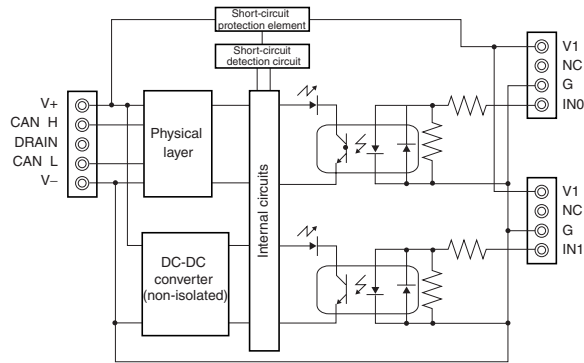 Short-circuit
protection element
Short-circuit
detection circuit
V+
CAN H
DRAIN
CAN L
V−
Physical
layer
DC-DC
converter
(non-isolated)
Internal circuits
V1
NC
G
IN0
V1
NC
G
IN1